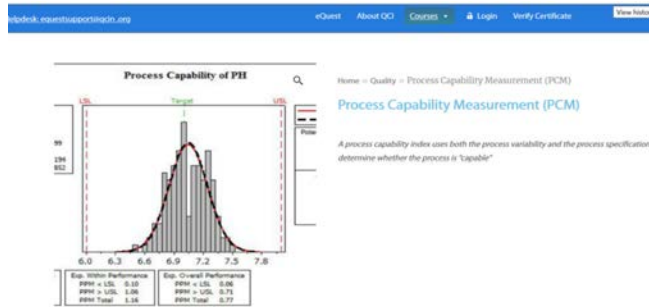 Helpdesk: equestsupport@qcin.org
eQuest About QCI Courses Login Verify Certificate
View histo
Process Capability of PH
LSL Target USL
Home » Quality » Process Capability Measurement (PCM)
Process Capability Measurement (PCM)
Poter
A process capability index uses both the process variability and the process specification
determine whether the process is "capable"
99
194
852
6.0 6.3 6.6 6.9 7.2 7.5 7.8
Exp. Within Performance
PPM < LSL 0.10
PPM > USL 1.06
PPM Total 1.16
Exp. Overall Performance
PPM < LSL 0.06
PPM > USL 0.71
PPM Total 0.77